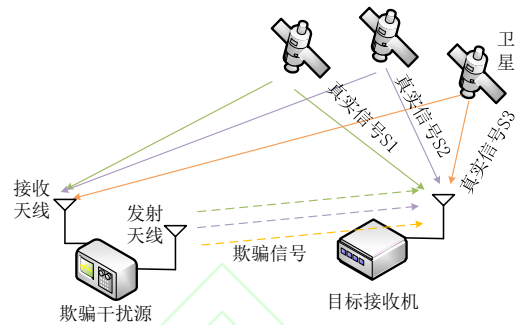 卫
星
真实信号S1
真实信号S2
真实信号S3
接收
天线
发射
天线
欺骗信号
欺骗干扰源
目标接收机